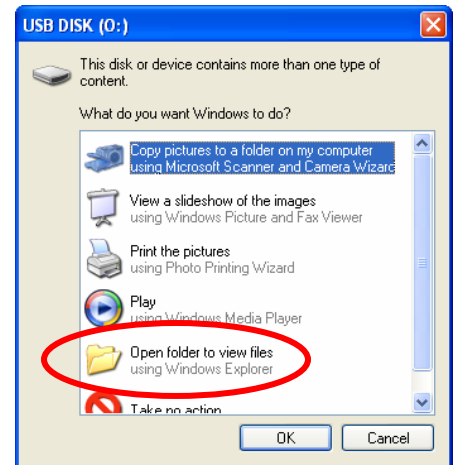 USB DISK (O:)
This disk or device contains more than one type of
content.
What do you want Windows to do?
Copy pictures to a folder on my computer
using Microsoft Scanner and Camera Wizard
View a slideshow of the images
using Windows Picture and Fax Viewer
Print the pictures
using Photo Printing Wizard
Play
using Windows Media Player
Open folder to view files
using Windows Explorer
Take no action
OK
Cancel